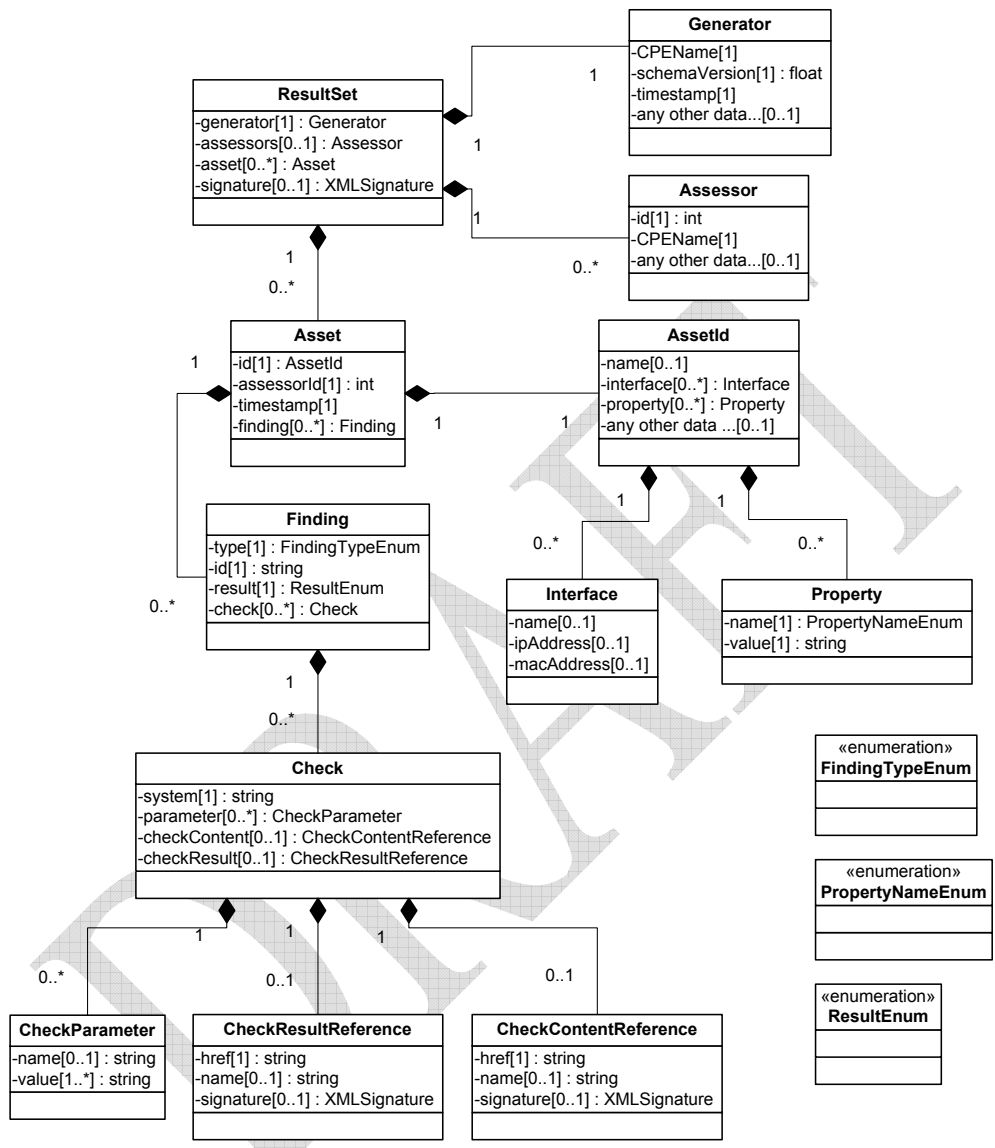 Generator
-CPEName[1]
-schemaVersion[1] : float
-timestamp[1]
-any other data...[0..1]
1
ResultSet
-generator[1] : Generator
-assessors[0..1] : Assessor
-asset[0..*] : Asset
-signature[0..1] : XMLSignature
1
Assessor
-id[1] : int
-CPEName[1]
-any other data...[0..1]
1
0..*
1
0..*
Asset
-id[1] : AssetId
-assessorId[1] : int
-timestamp[1]
-finding[0..*] : Finding
1
1
1
AssetId
-name[0..1]
-interface[0..*] : Interface
-property[0..*] : Property
-any other data ...[0..1]
1
1
0..*
0..*
Finding
-type[1] : FindingTypeEnum
-id[1] : string
-result[1] : ResultEnum
-check[0..*] : Check
0..*
Interface
-name[0..1]
-ipAddress[0..1]
-macAddress[0..1]
Property
-name[1] : PropertyNameEnum
-value[1] : string
1
0..*
Check
-system[1] : string
-parameter[0..*] : CheckParameter
-checkContent[0..1] : CheckContentReference
-checkResult[0..1] : CheckResultReference
«enumeration»
FindingTypeEnum
«enumeration»
PropertyNameEnum
1
1
1
0..*
0..1
0..1
CheckParameter
-name[0..1] : string
-value[1..*] : string
CheckResultReference
-href[1] : string
-name[0..1] : string
-signature[0..1] : XMLSignature
CheckContentReference
-href[1] : string
-name[0..1] : string
-signature[0..1] : XMLSignature
«enumeration»
ResultEnum
DRAFT